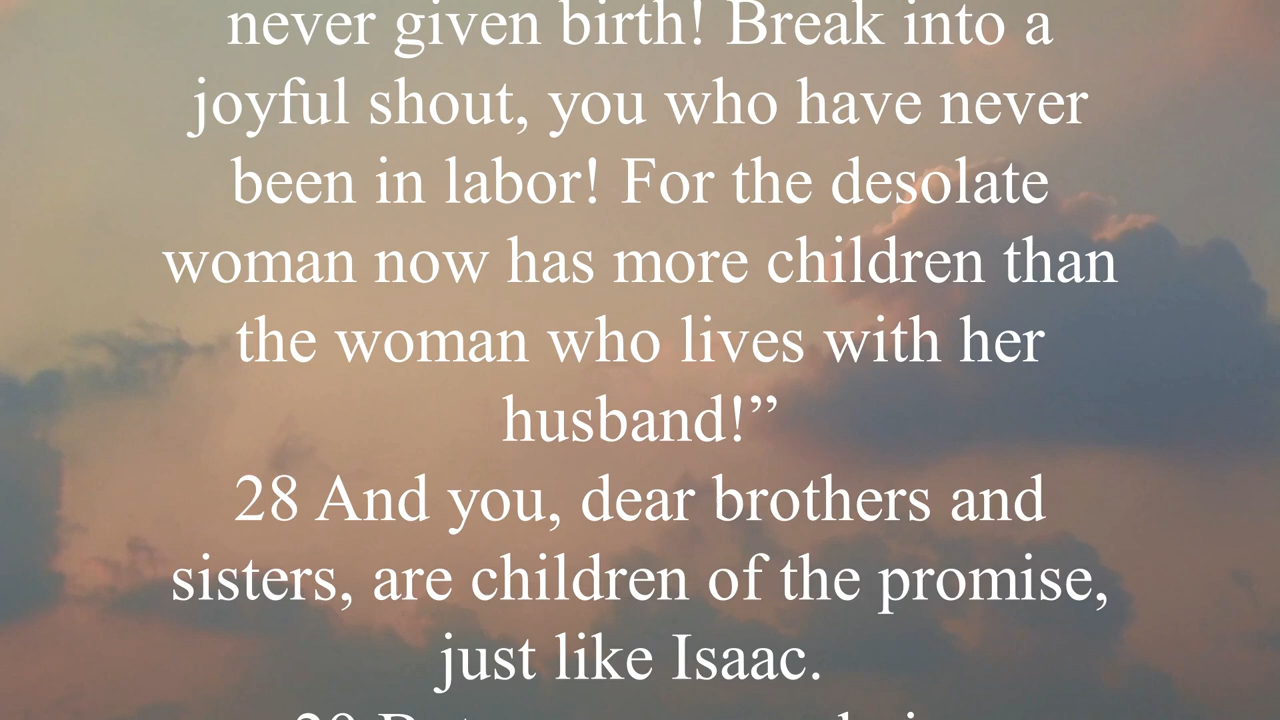 never given birth! Break into a
joyful shout, you who have never
been in labor! For the desolate
woman now has more children than
the woman who lives with her
husband!”
28 And you, dear brothers and
sisters, are children of the promise,
just like Isaac.